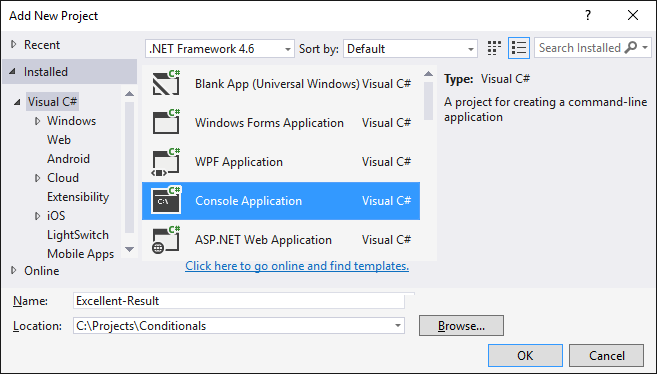 Add New Project
? ×
Recent
.NET Framework 4.6 Sort by: Default Search Installed
Installed
Visual C#
Windows
Web
Android
Cloud
Extensibility
iOS
LightSwitch
Mobile Apps
Online
C# Blank App (Universal Windows) Visual C#
C# Windows Forms Application Visual C#
C# WPF Application Visual C#
C# C:\ Console Application Visual C#
C# ASP.NET Web Application Visual C#
Click here to go online and find templates.
Type: Visual C#
A project for creating a command-line
application
Name: Excellent-Result
Location: C:\Projects\Conditionals Browse...
OK Cancel